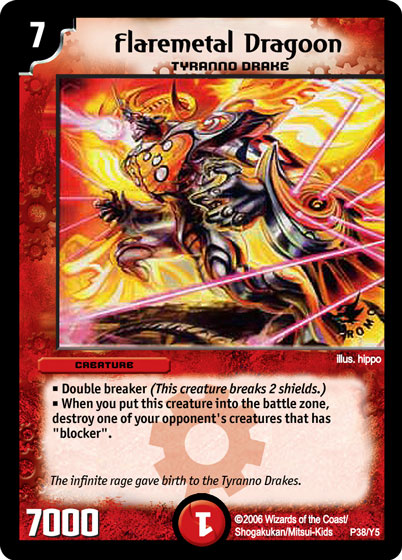 7
Flaremetal Dragoon
TYRANNO DRAKE
PROMO
illus. hippo
CREATURE
▪ Double breaker (This creature breaks 2 shields.)
▪ When you put this creature into the battle zone,
destroy one of your opponent's creatures that has
"blocker".
The infinite rage gave birth to the Tyranno Drakes.
7000
1
©2006 Wizards of the Coast/
Shogakukan/Mitsui-Kids
P38/Y5